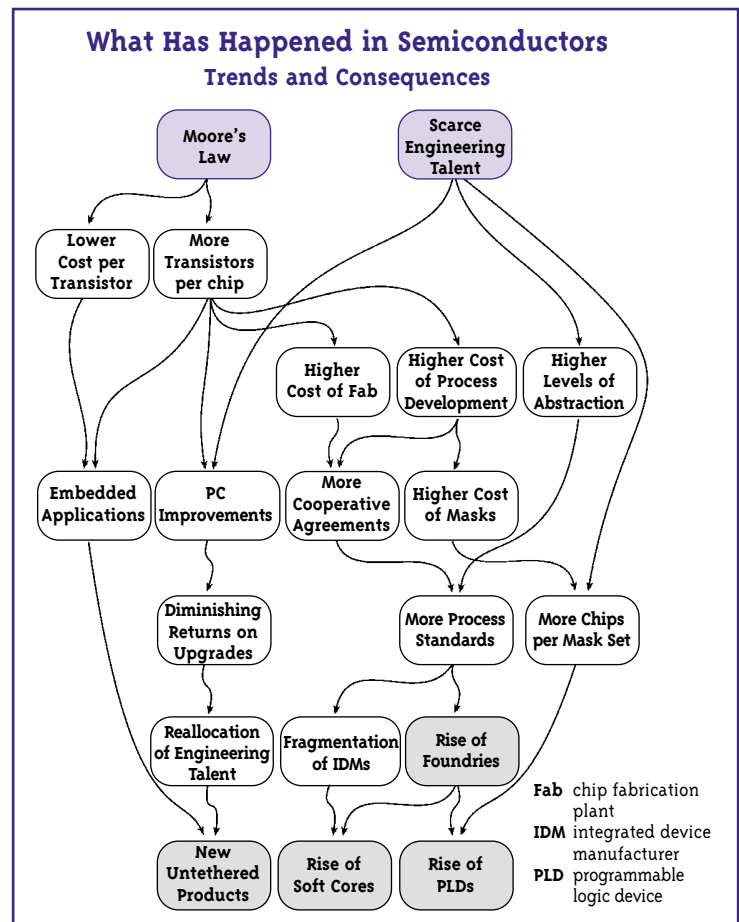 What Has Happened in Semiconductors
Trends and Consequences
Moore's
Law
Scarce
Engineering
Talent
Lower
Cost per
Transistor
More
Transistors
per chip
Higher
Cost of Fab
Higher Cost
of Process
Development
Higher
Levels of
Abstraction
Embedded
Applications
PC
Improvements
More
Cooperative
Agreements
Higher Cost
of Masks
Diminishing
Returns on
Upgrades
More Process
Standards
More Chips
per Mask Set
Reallocation
of Engineering
Talent
Fragmentation
of IDMs
Rise of
Foundries
New
Untethered
Products
Rise of
Soft Cores
Rise of
PLDs
Fab chip fabrication
plant
IDM integrated device
manufacturer
PLD programmable
logic device